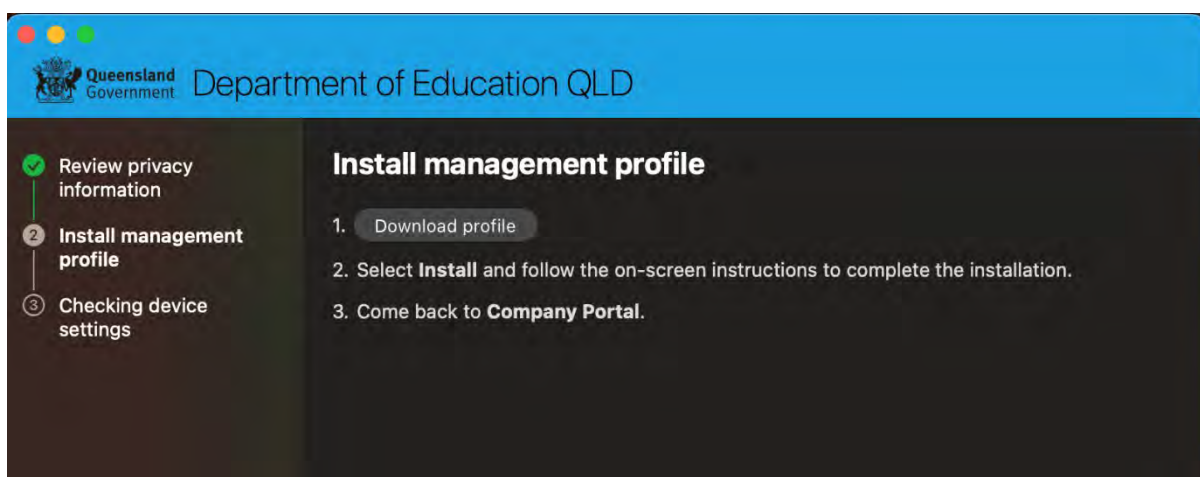 Queensland
Government
Department of Education QLD
Review privacy
information
2
Install management
profile
3
Checking device
settings
Install management profile
1. Download profile
2. Select Install and follow the on-screen instructions to complete the installation.
3. Come back to Company Portal.